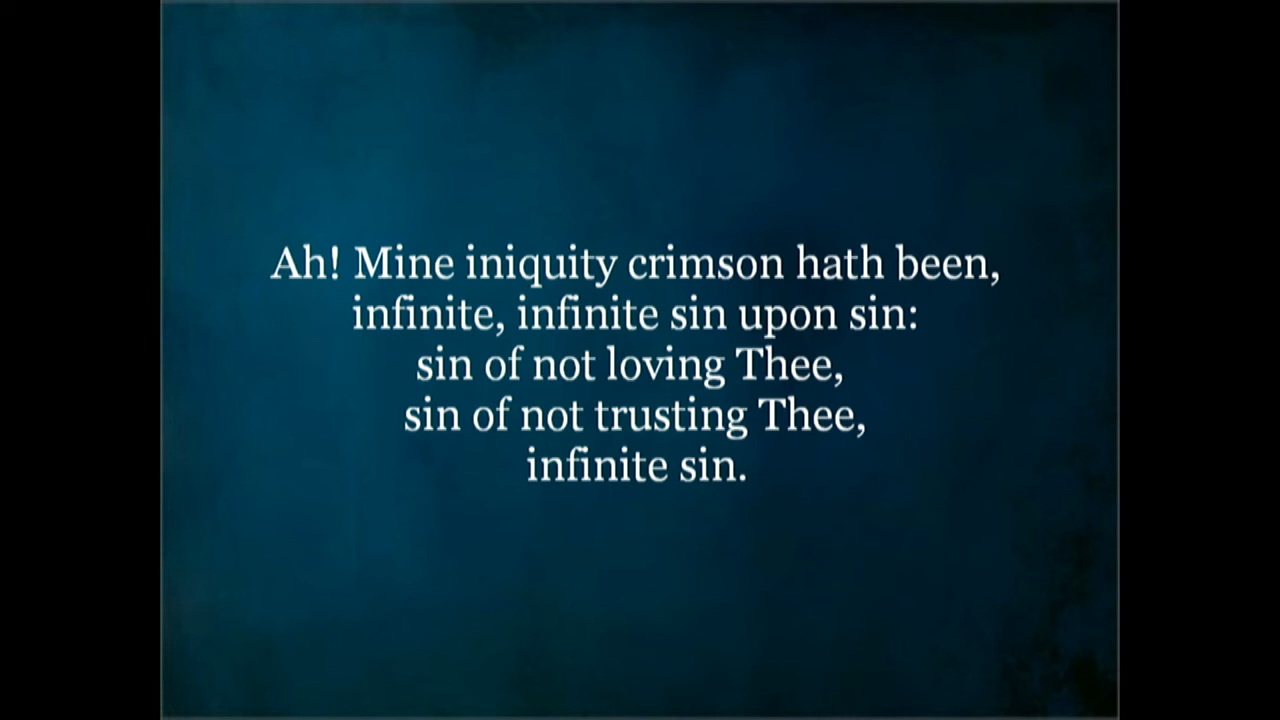 Ah! Mine iniquity crimson hath been,
infinite, infinite sin upon sin:
sin of not loving Thee,
sin of not trusting Thee,
infinite sin.